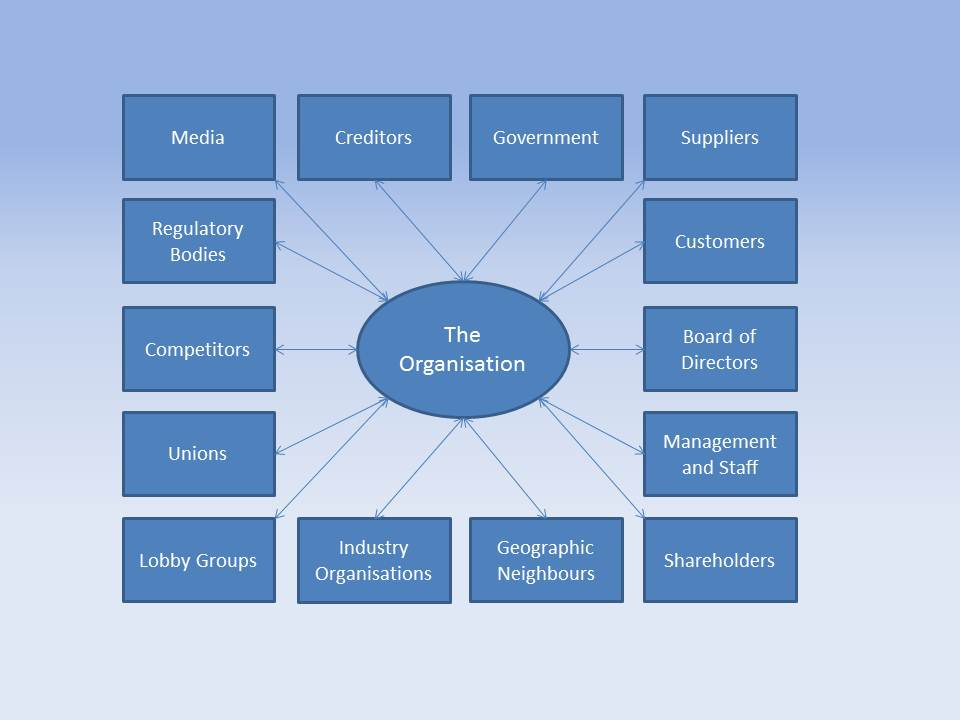 Media
Creditors
Government
Suppliers
Regulatory
Bodies
Customers
Competitors
The
Organisation
Board of
Directors
Unions
Management
and Staff
Lobby Groups
Industry
Organisations
Geographic
Neighbours
Shareholders